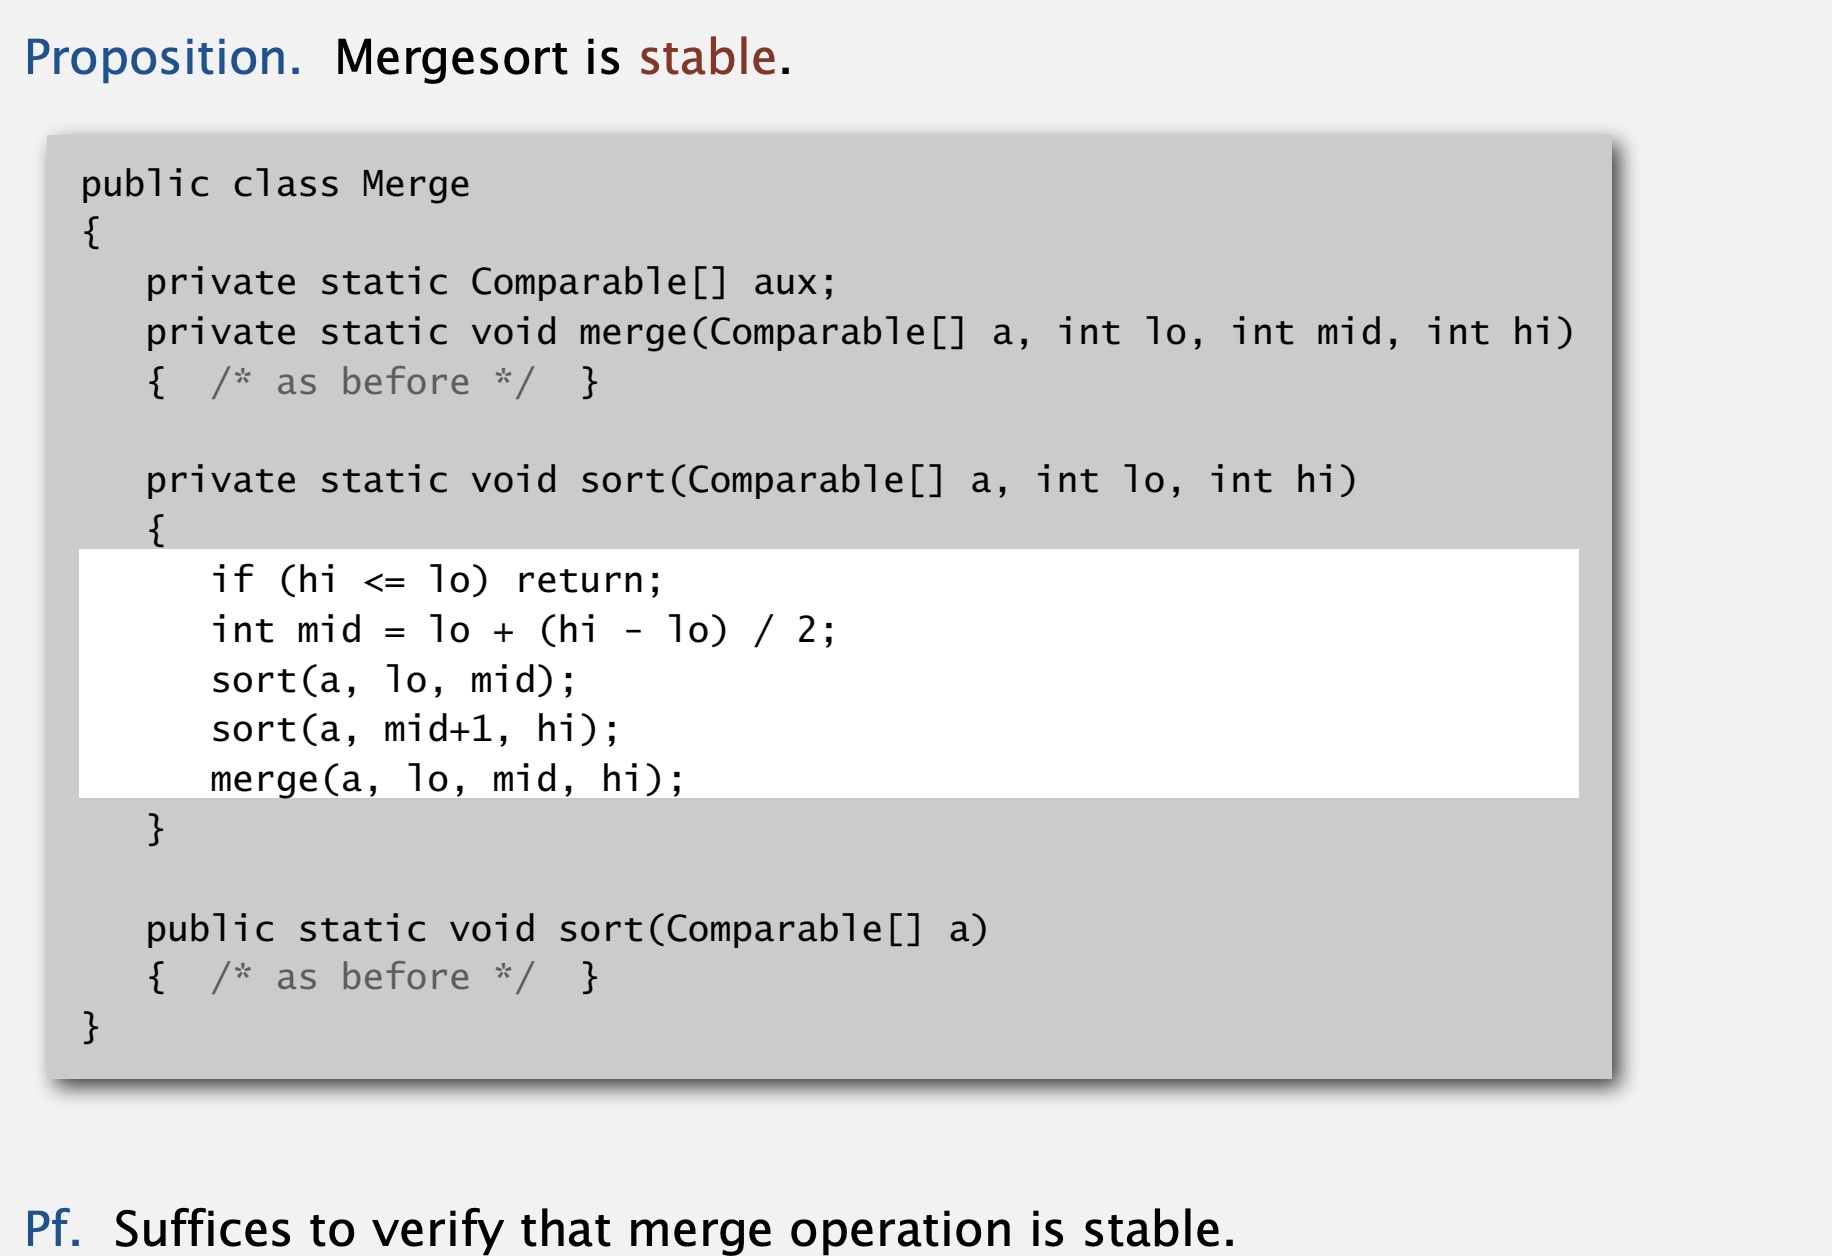 Proposition. Mergesort is stable.
public class Merge
{
private static Comparable[] aux;
private static void merge(Comparable[] a, int lo, int mid, int hi)
{ /* as before */ }
private static void sort(Comparable[] a, int lo, int hi)
{
if (hi <= lo) return;
int mid = lo + (hi - lo) / 2;
sort(a, lo, mid);
sort(a, mid+1, hi);
merge(a, lo, mid, hi);
}
public static void sort(Comparable[] a)
{ /* as before */ }
}
Pf. Suffices to verify that merge operation is stable.